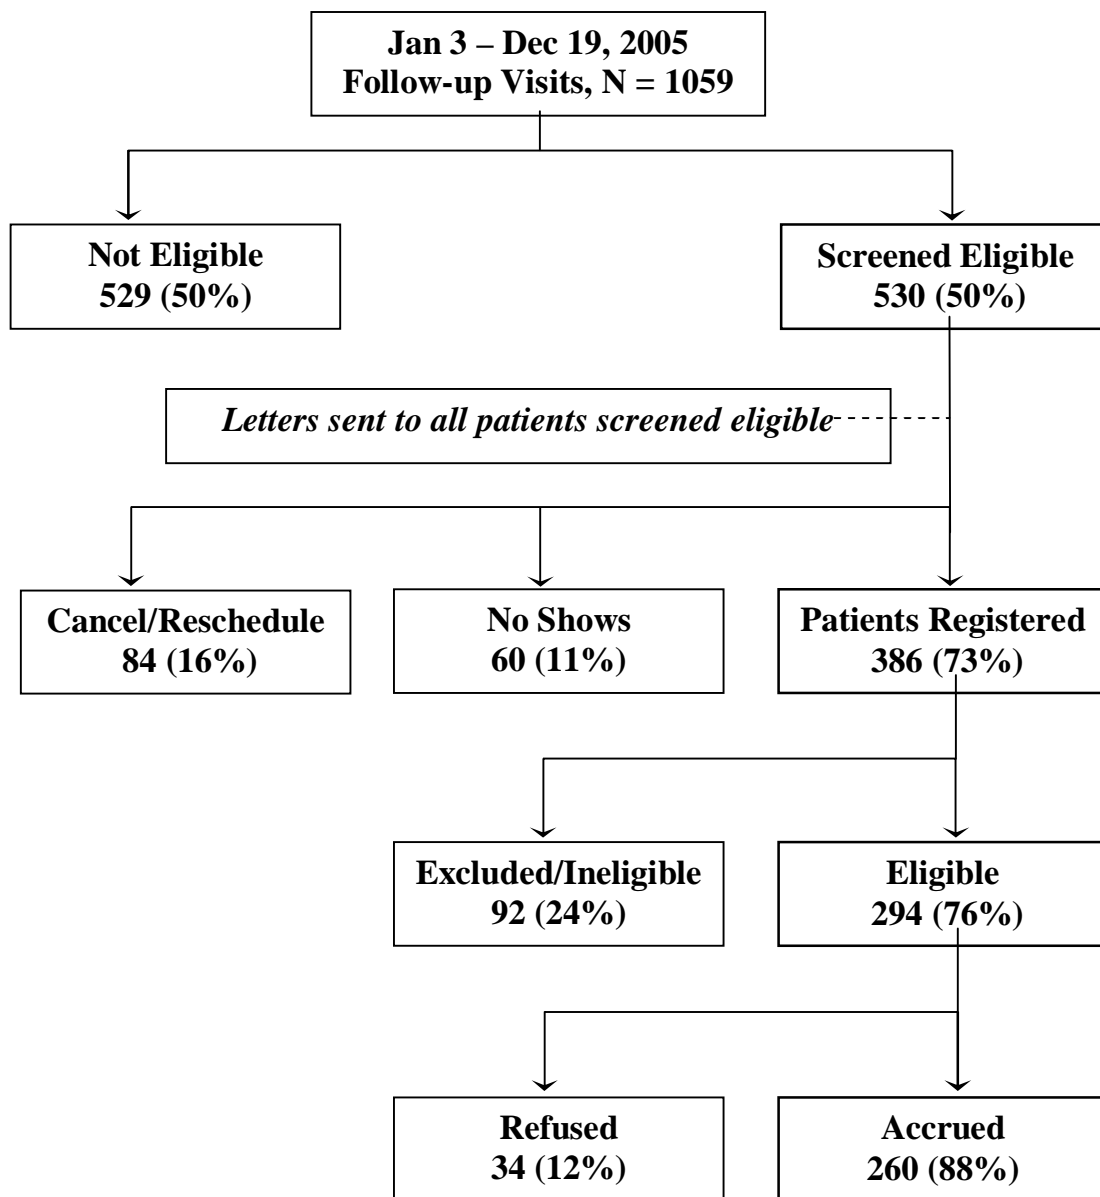 Jan 3 – Dec 19, 2005
Follow-up Visits, N = 1059
Not Eligible
529 (50%)
Screened Eligible
530 (50%)
Letters sent to all patients screened eligible
Cancel/Reschedule
84 (16%)
No Shows
60 (11%)
Patients Registered
386 (73%)
Excluded/Ineligible
92 (24%)
Eligible
294 (76%)
Refused
34 (12%)
Accrued
260 (88%)